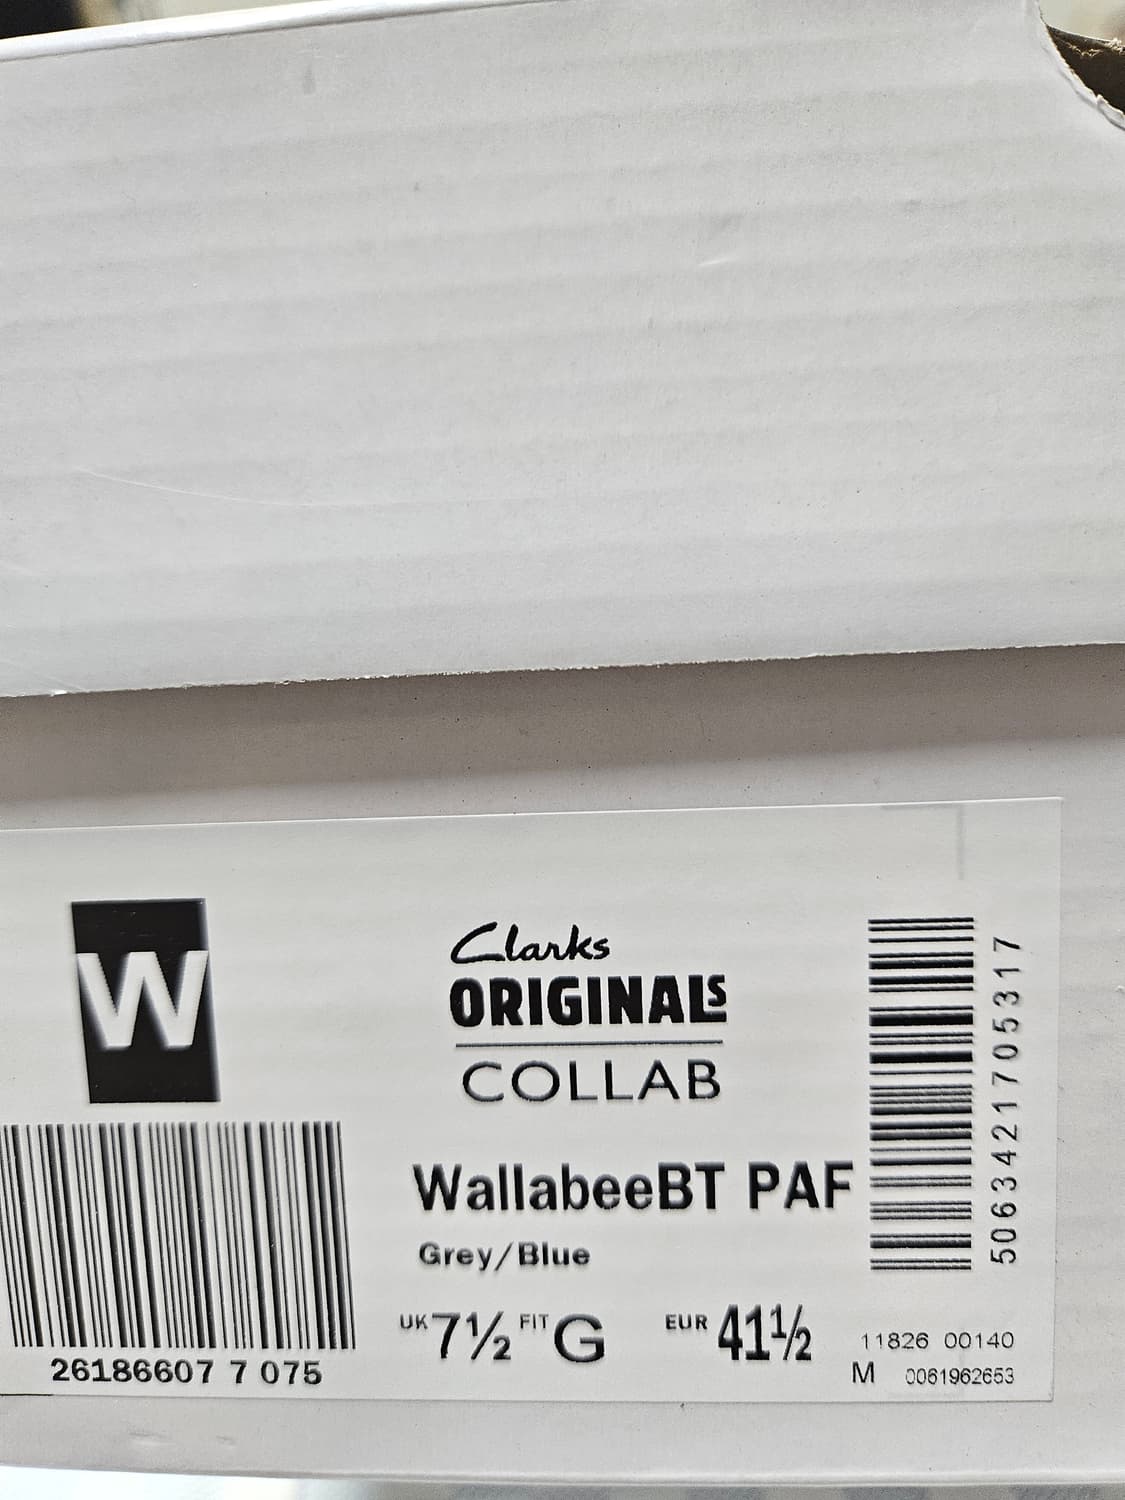 W
Clarks
ORIGINALS
COLLAB
WallabeeBT PAF
Grey/Blue
UK 7½ FIT G EUR 41½
26186607 7 075
5063421705317
11826 00140
M 0061962653